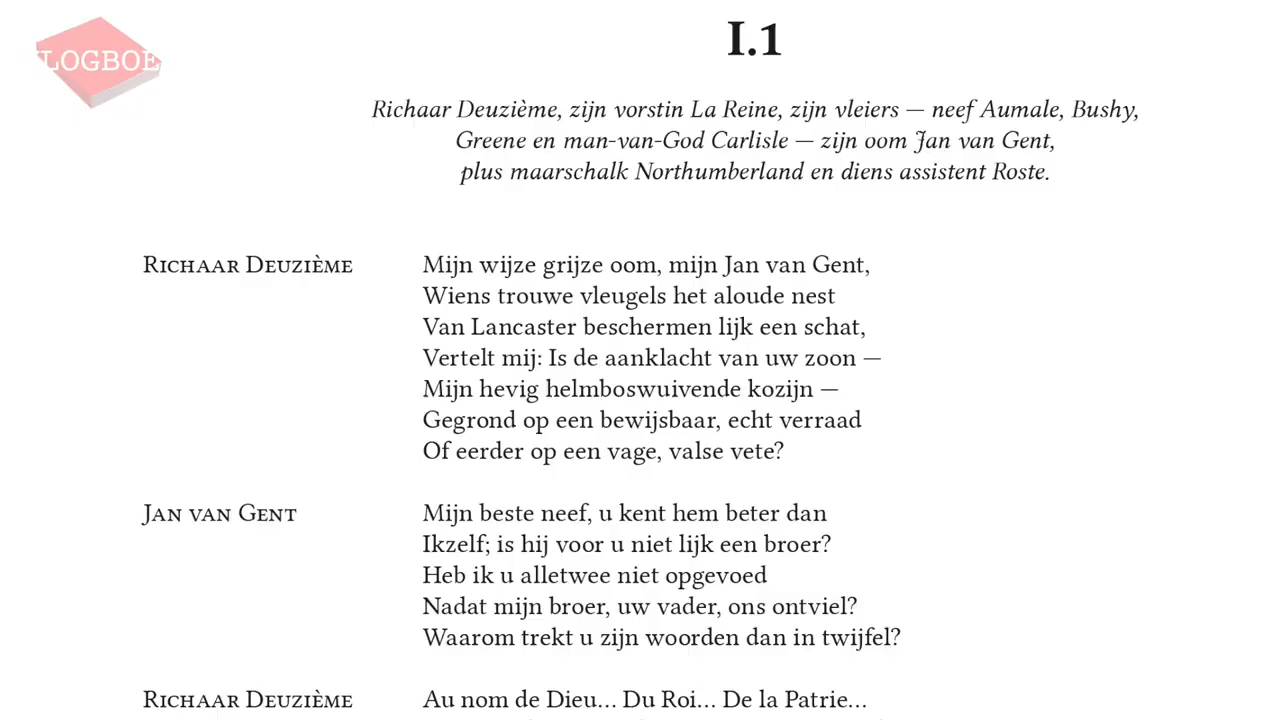 LOGBOE
I.1
Richaar Deuzième, zijn vorstin La Reine, zijn vleiers — neef Aumale, Bushy,
Greene en man-van-God Carlisle — zijn oom Jan van Gent,
plus maarschalk Northumberland en diens assistent Roste.
Richaar Deuzième
Mijn wijze grijze oom, mijn Jan van Gent,
Wiens trouwe vleugels het aloude nest
Van Lancaster beschermen lijk een schat,
Vertelt mij: Is de aanklacht van uw zoon —
Mijn hevig helmboswuivende kozijn —
Gegrond op een bewijsbaar, echt verraad
Of eerder op een vage, valse vete?
Jan van Gent
Mijn beste neef, u kent hem beter dan
Ikzelf; is hij voor u niet lijk een broer?
Heb ik u alletwee niet opgevoed
Nadat mijn broer, uw vader, ons ontviel?
Waarom trekt u zijn woorden dan in twijfel?
Richaar Deuzième
Au nom de Dieu… Du Roi… De la Patrie…